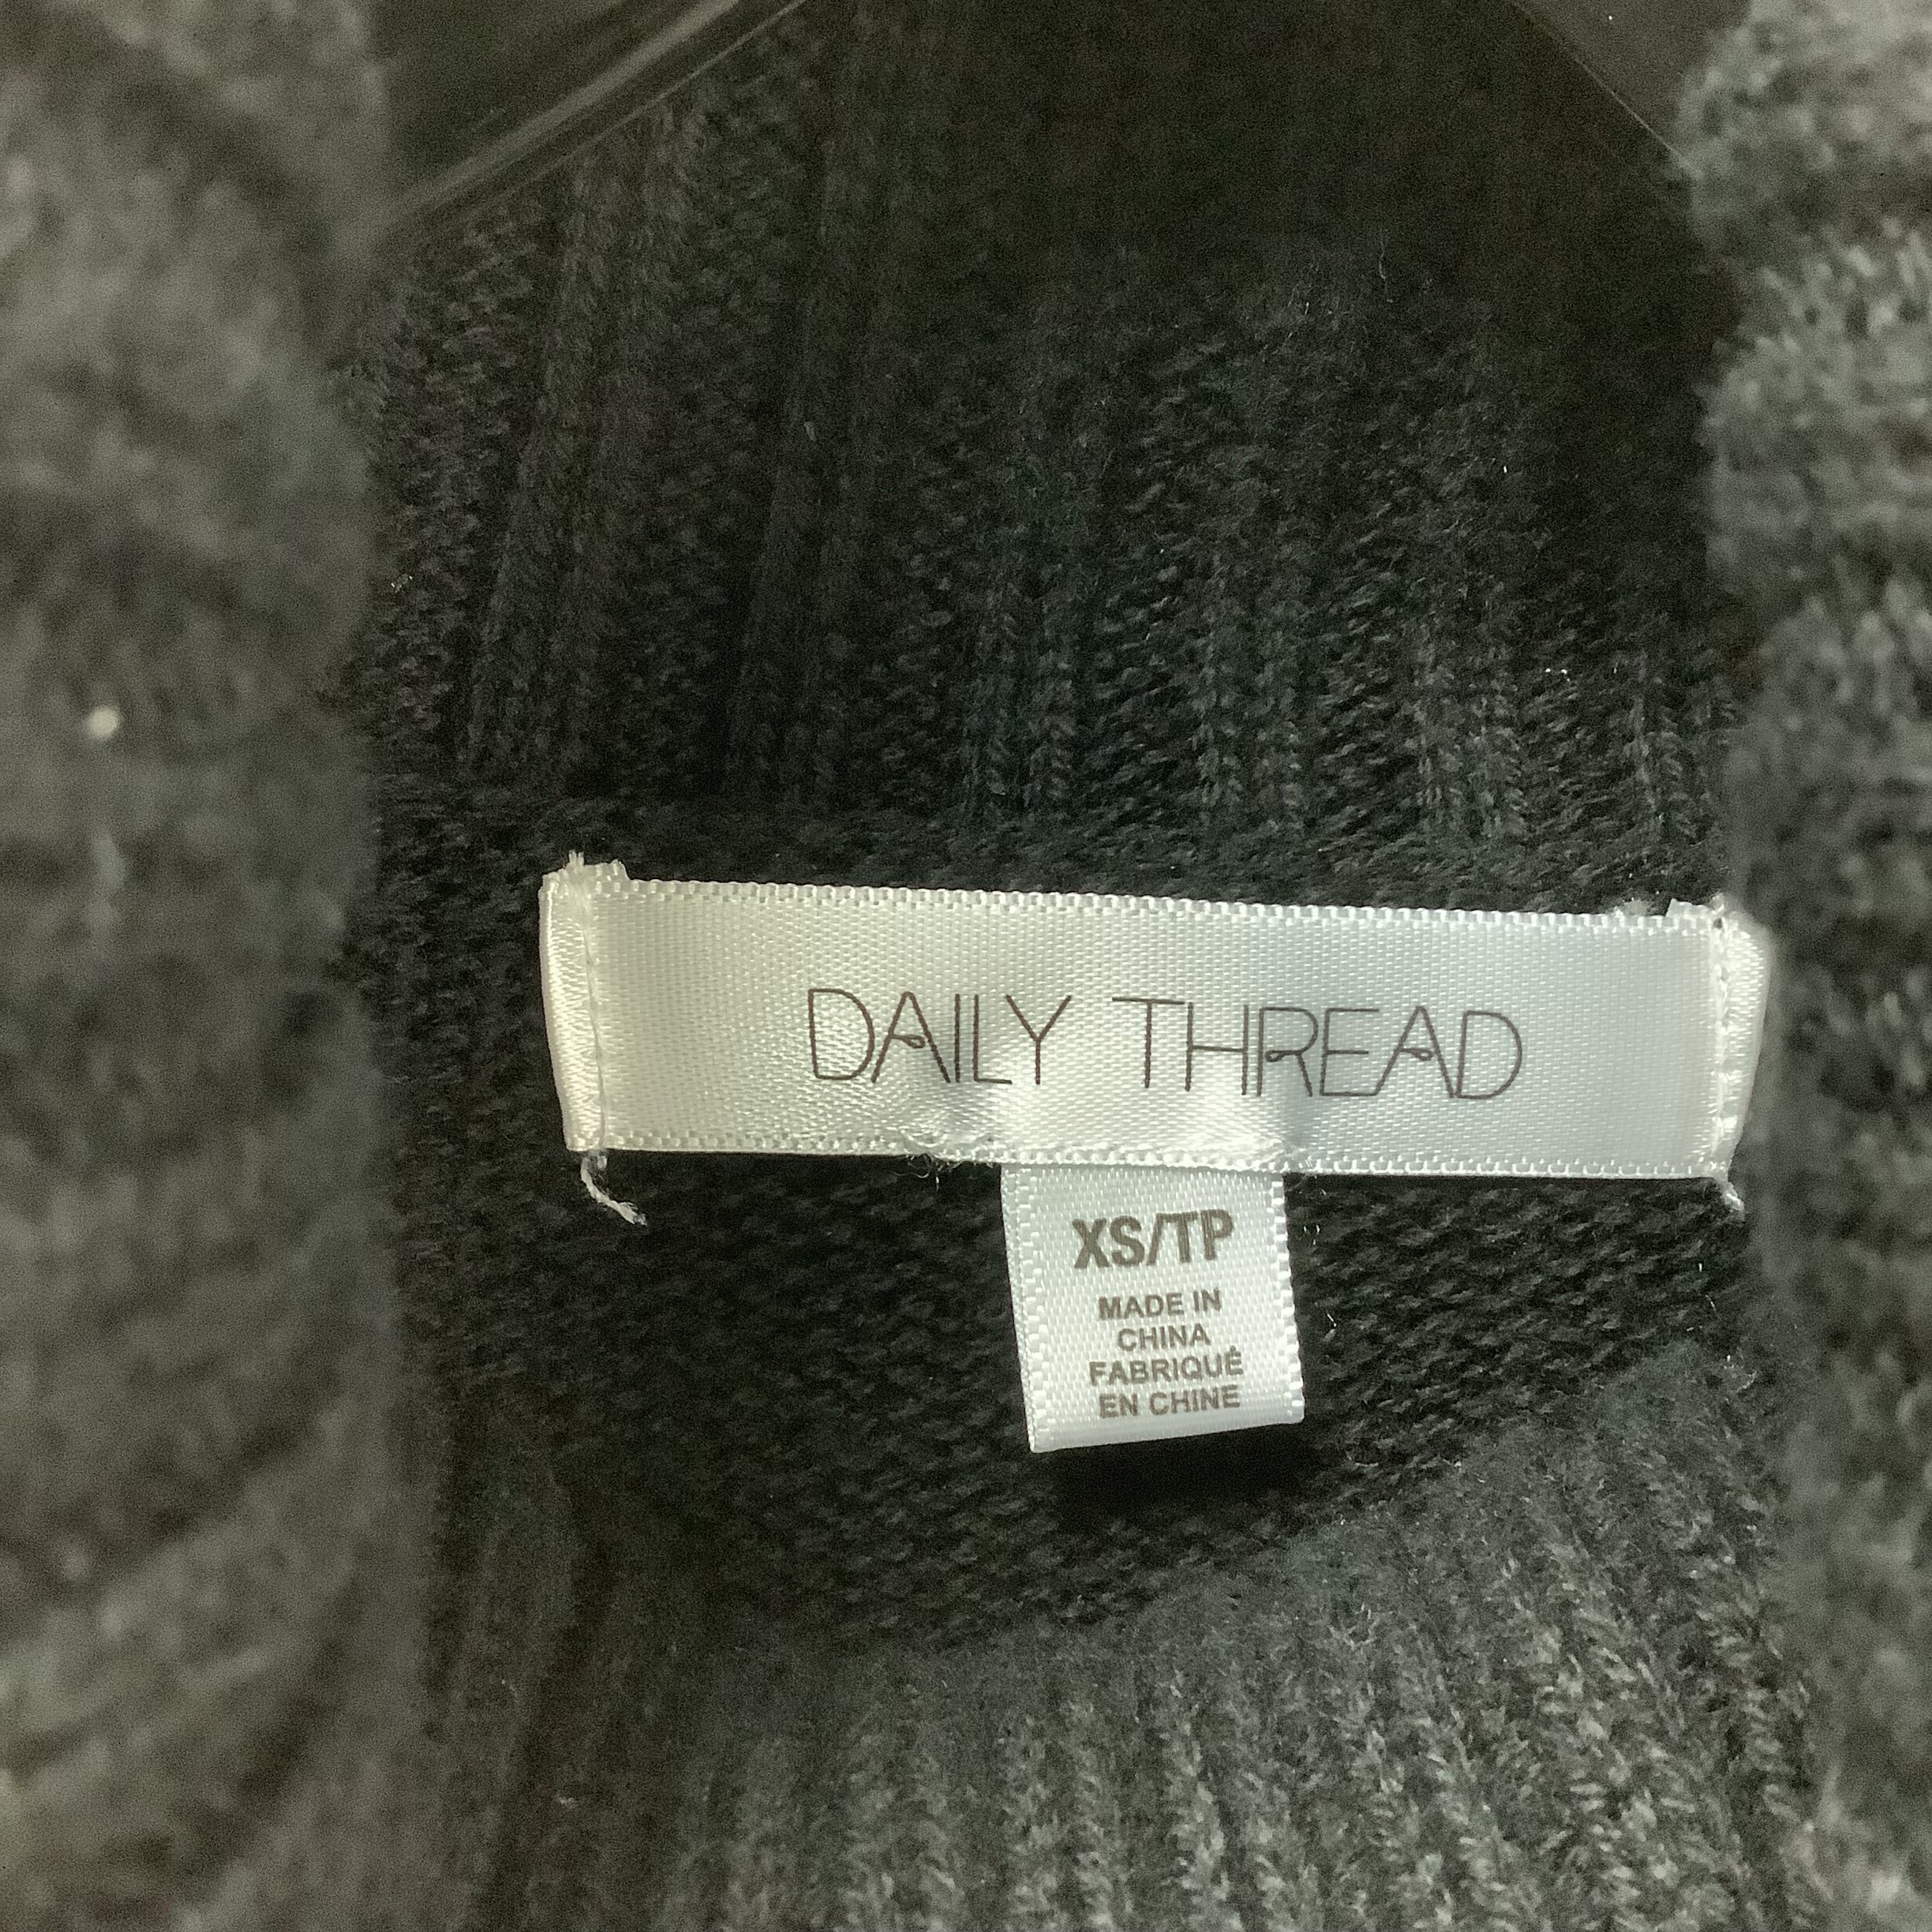 DAILY THREAD
XS/TP
MADE IN
CHINA
FABRIQUÉ
EN CHINE